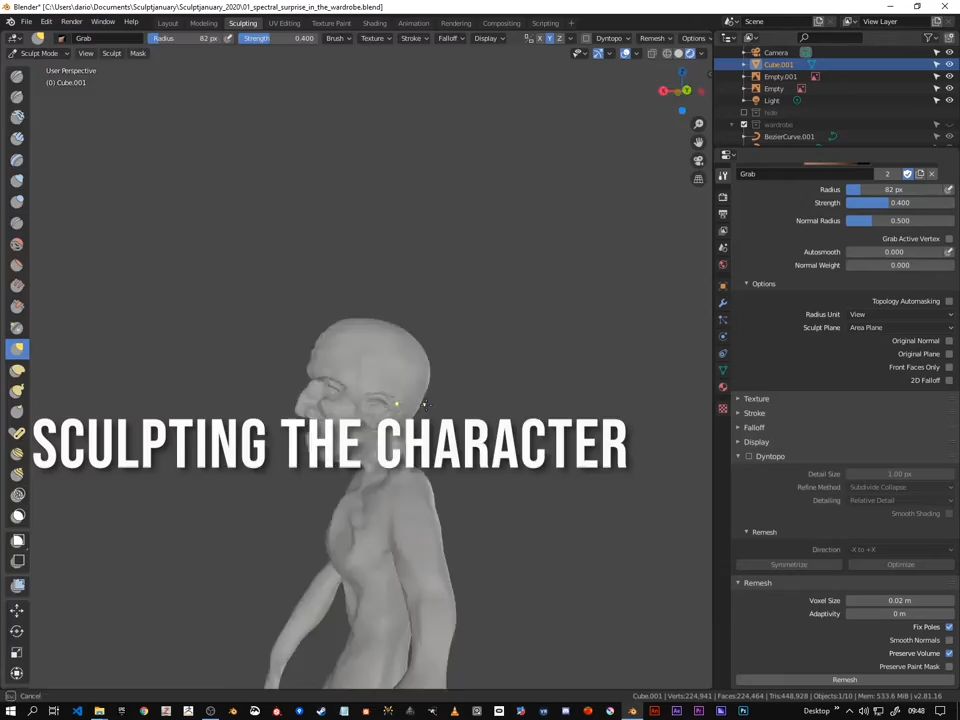 Blender* [C:\Users\dario\Documents\Sculptjanuary\Sculptjanuary_2020\01_spectral_surprise_in_the_wardrobe.blend]
File Edit Render Window Help Layout Modeling Sculpting UV Editing Texture Paint Shading Animation Rendering Compositing Scripting Scene View Layer
Grab Radius 82 px Strength 0.400 Brush Texture Stroke Falloff Display X Y Z Dyntopo Remesh Options
Sculpt Mode View Sculpt Mask
User Perspective
(0) Cube.001
Camera
Cube.001
Empty.001
Empty
Light
hide
wardrobe
BezierCurve.001
Grab 2
Radius 82 px
Strength 0.400
Normal Radius 0.500
Grab Active Vertex
Autosmooth 0.000
Normal Weight 0.000
Options
Topology Automasking
Radius Unit View
Sculpt Plane Area Plane
Original Normal
Original Plane
Front Faces Only
2D Falloff
Texture
Stroke
Falloff
Display
Dyntopo
Detail Size 1.00 px
Refine Method Subdivide Collapse
Detailing Relative Detail
Smooth Shading
Remesh
Direction -X to +X
Symmetrize Optimize
Remesh
Voxel Size 0.02 m
Adaptivity 0 m
Fix Poles
Smooth Normals
Preserve Volume
Preserve Paint Mask
Remesh
SCULPTING THE CHARACTER
Cancel
Cube.001 | Verts:224,941 | Faces:224,464 | Tris:448,928 | Objects:1/10 | Mem: 533.6 MiB | v2.81.16
Desktop ENG 09:48